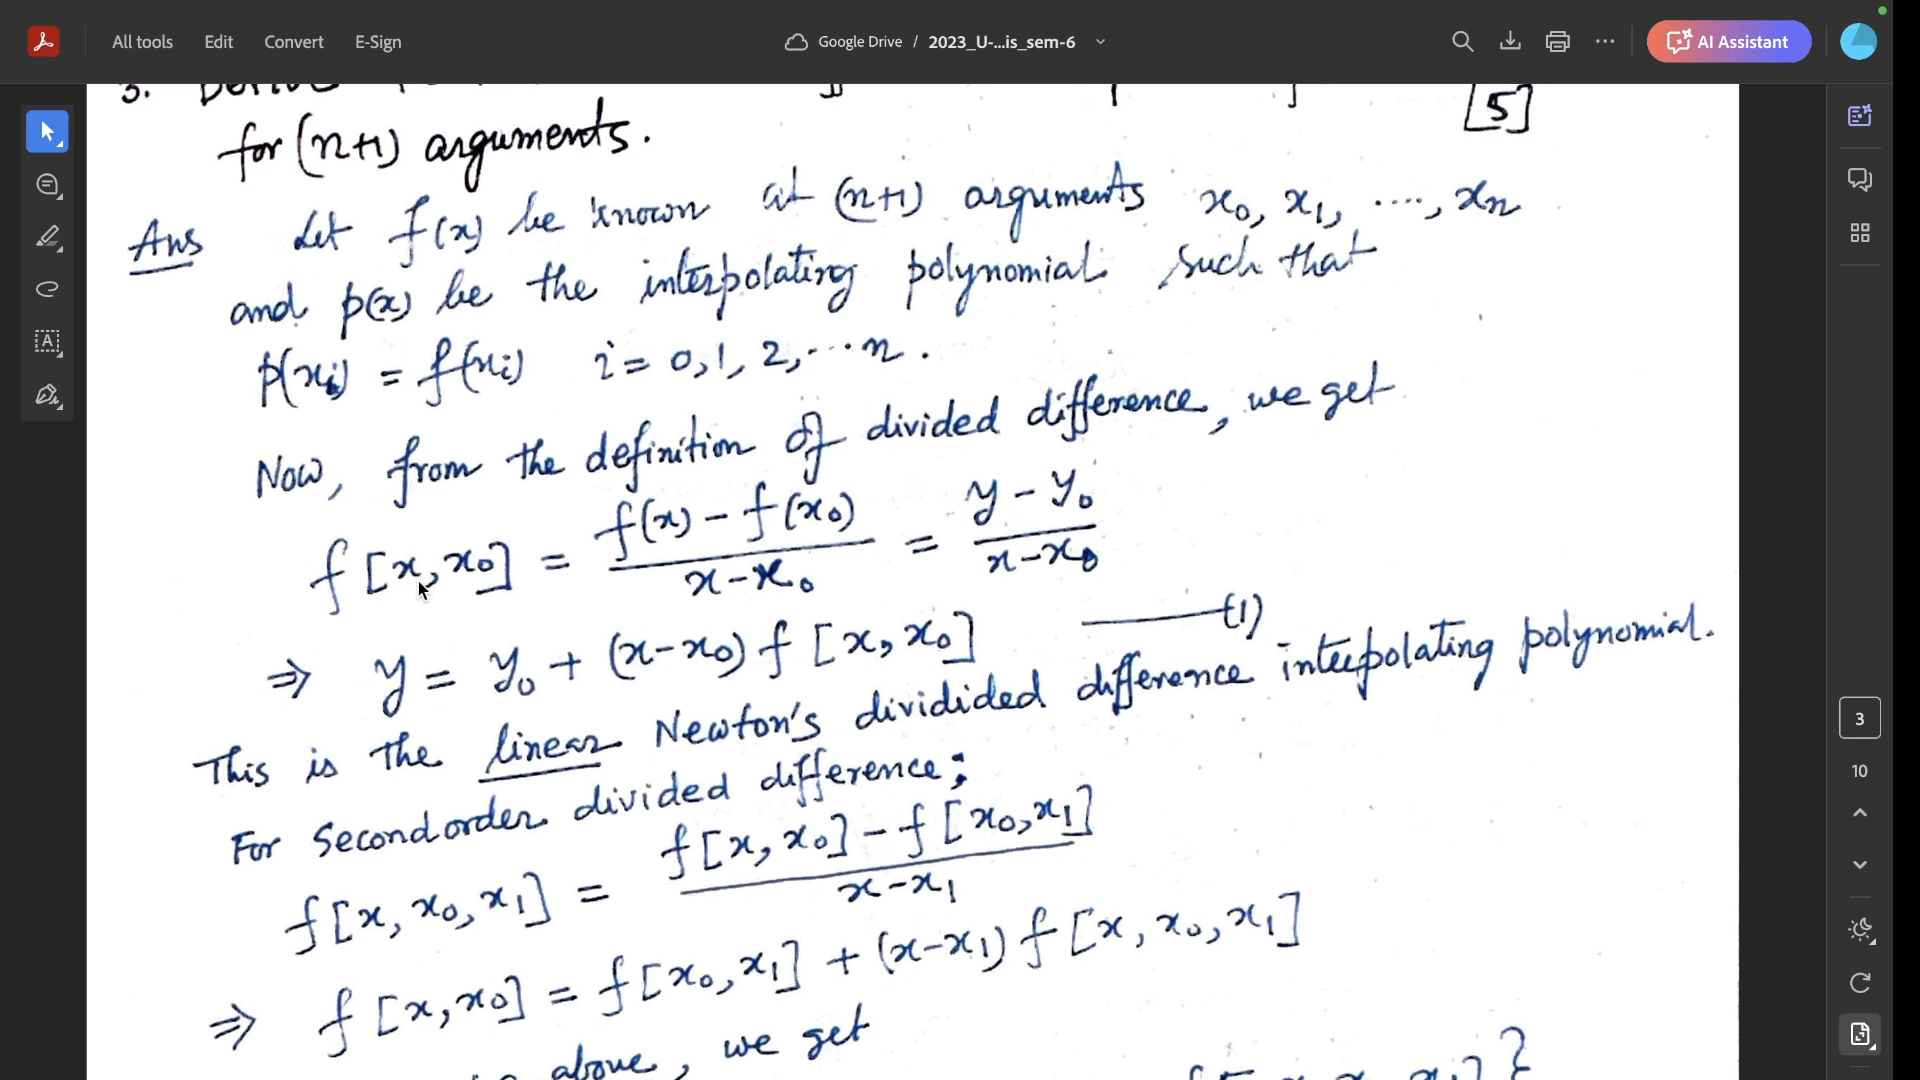 All tools Edit Convert E-Sign Google Drive / 2023_U-...is_sem-6 AI Assistant
3.
[5]
for (n+1) arguments.
Ans Let f(x) be known at (n+1) arguments x₀, x₁, ...., xₙ
and p(x) be the interpolating polynomial such that
p(xᵢ) = f(xᵢ) i = 0, 1, 2, ... n.
Now, from the definition of divided difference, we get
f[x, x₀] = (f(x) - f(x₀))/(x - x₀) = (y - y₀)/(x - x₀)
⇒ y = y₀ + (x-x₀) f [x, x₀] ——(1)
This is the linear Newton's dividided difference interpolating polynomial.
For second order divided difference;
f[x, x₀, x₁] = (f[x, x₀] - f[x₀, x₁])/(x - x₁)
⇒ f[x, x₀] = f[x₀, x₁] + (x-x₁) f[x, x₀, x₁]
above, we get
3
10